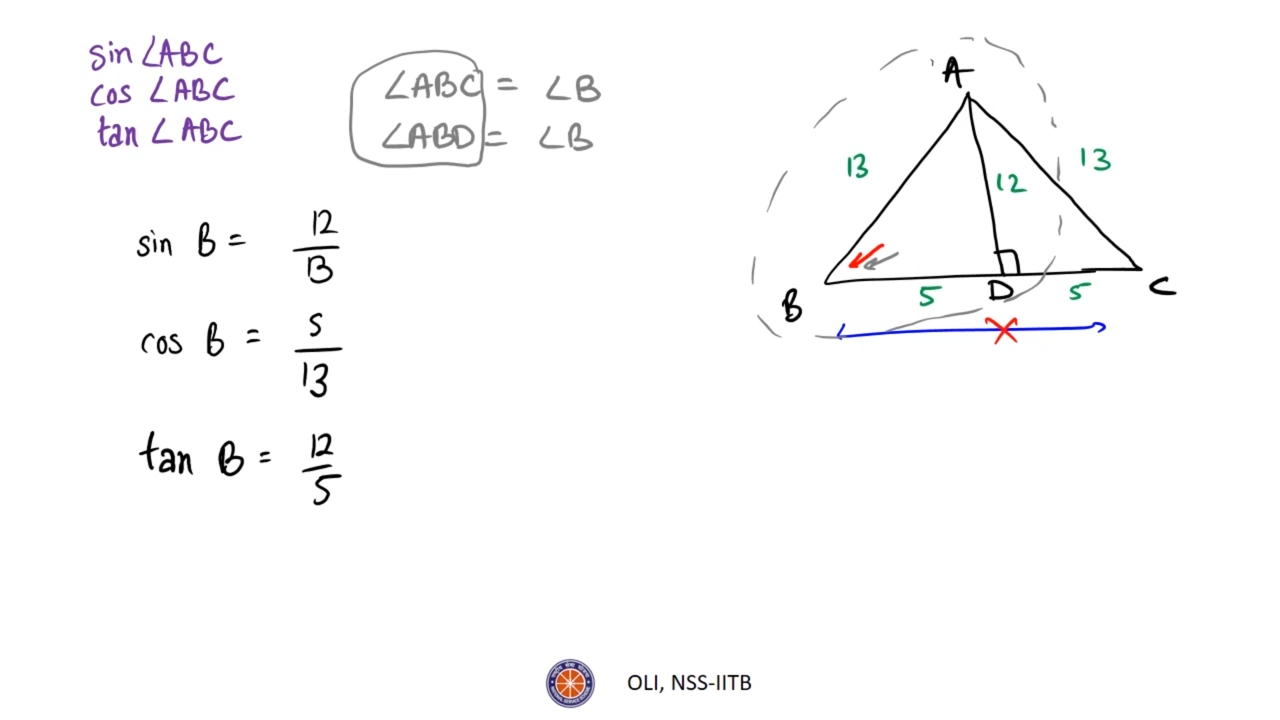 sin ∠ABC
cos ∠ABC
tan ∠ABC
∠ABC = ∠B
∠ABD = ∠B
sin B = 12/13
cos B = 5/13
tan B = 12/5
A
13
12
13
B
5
D
5
C
OLI, NSS-IITB